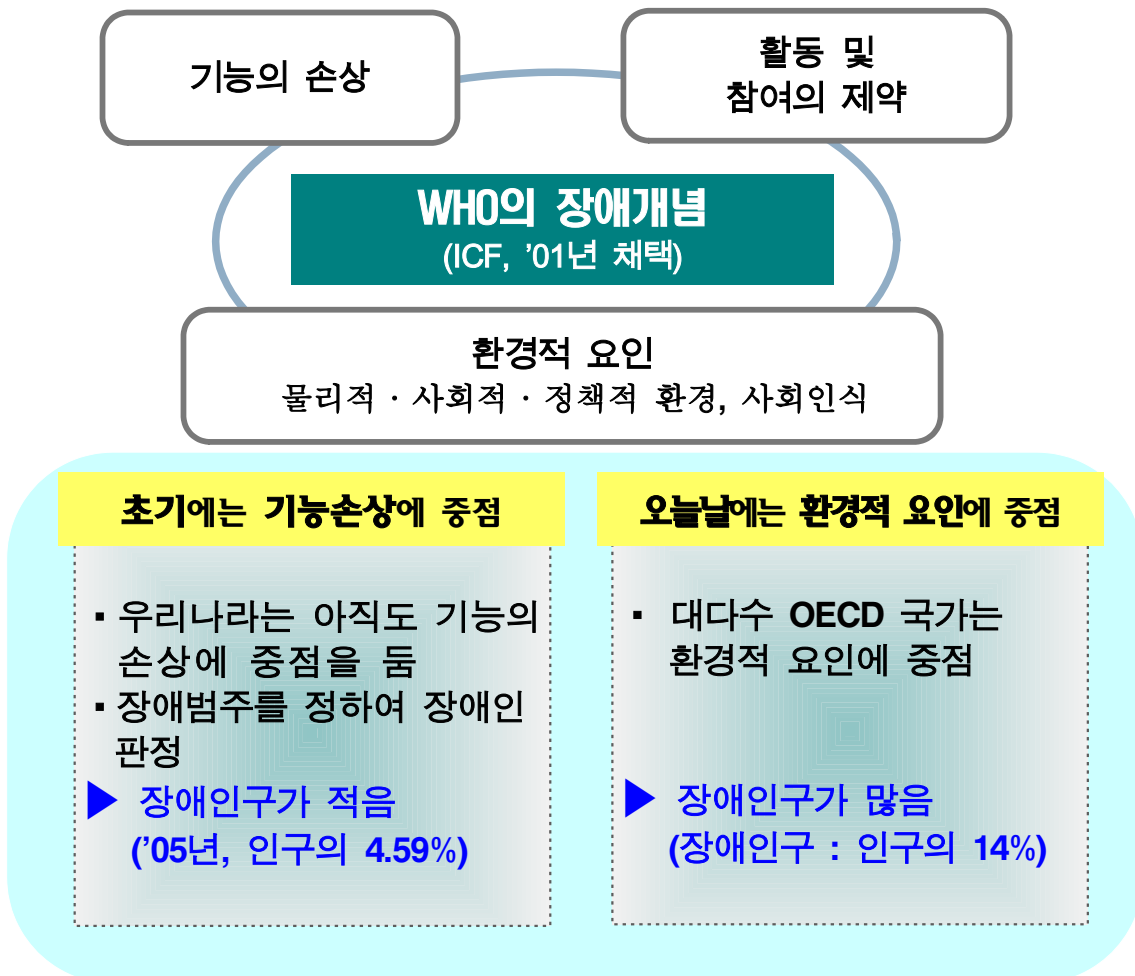 기능의 손상
활동 및
참여의 제약
WHO의 장애개념
(ICF, ’01년 채택)
환경적 요인
물리적 · 사회적 · 정책적 환경, 사회인식
초기에는 기능손상에 중점
▪ 우리나라는 아직도 기능의
손상에 중점을 둠
▪ 장애범주를 정하여 장애인
판정
▶ 장애인구가 적음
(’05년, 인구의 4.59%)
오늘날에는 환경적 요인에 중점
▪ 대다수 OECD 국가는
환경적 요인에 중점
▶ 장애인구가 많음
(장애인구 : 인구의 14%)